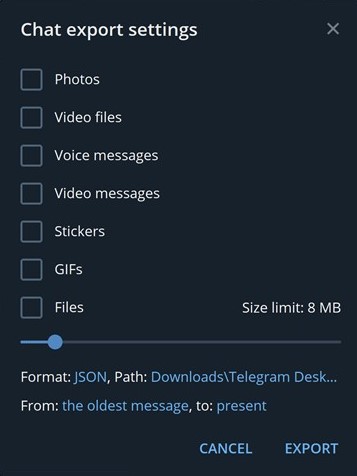 Chat export settings
Photos
Video files
Voice messages
Video messages
Stickers
GIFs
Files Size limit: 8 MB
Format: JSON, Path: Downloads\Telegram Desk...
From: the oldest message, to: present
CANCEL EXPORT